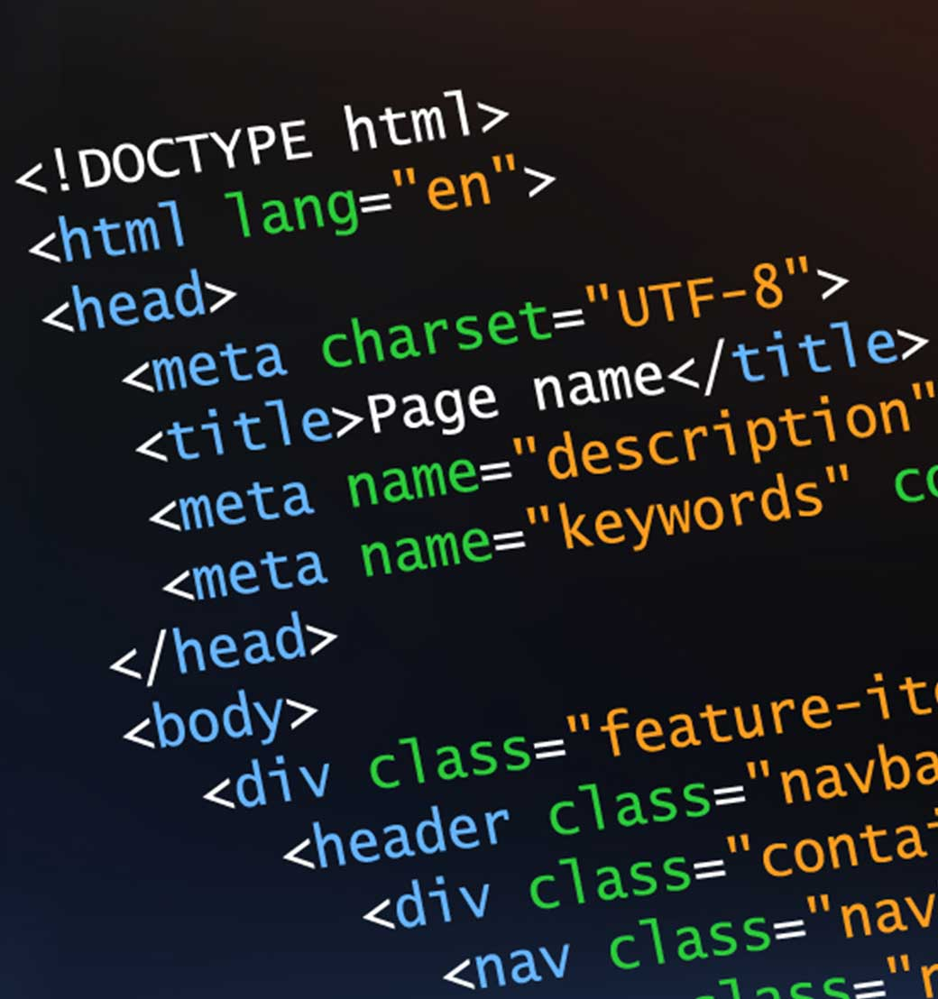 <!DOCTYPE html>
<html lang="en">
<head>
<meta charset="UTF-8">
<title>Page name</title>
<meta name="description"
<meta name="keywords" co
</head>
<body>
<div class="feature-ite
<header class="navba
<div class="contai
<nav class="nav
class="n